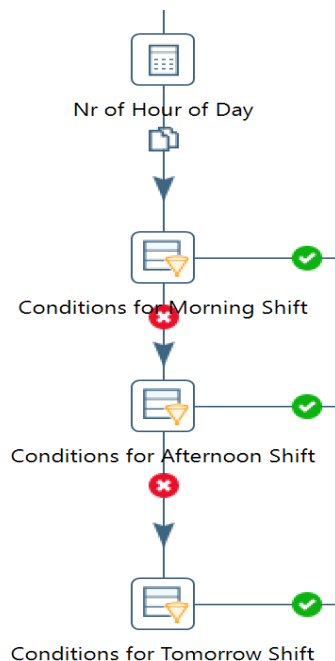 Nr of Hour of Day
Conditions for Morning Shift
Conditions for Afternoon Shift
Conditions for Tomorrow Shift